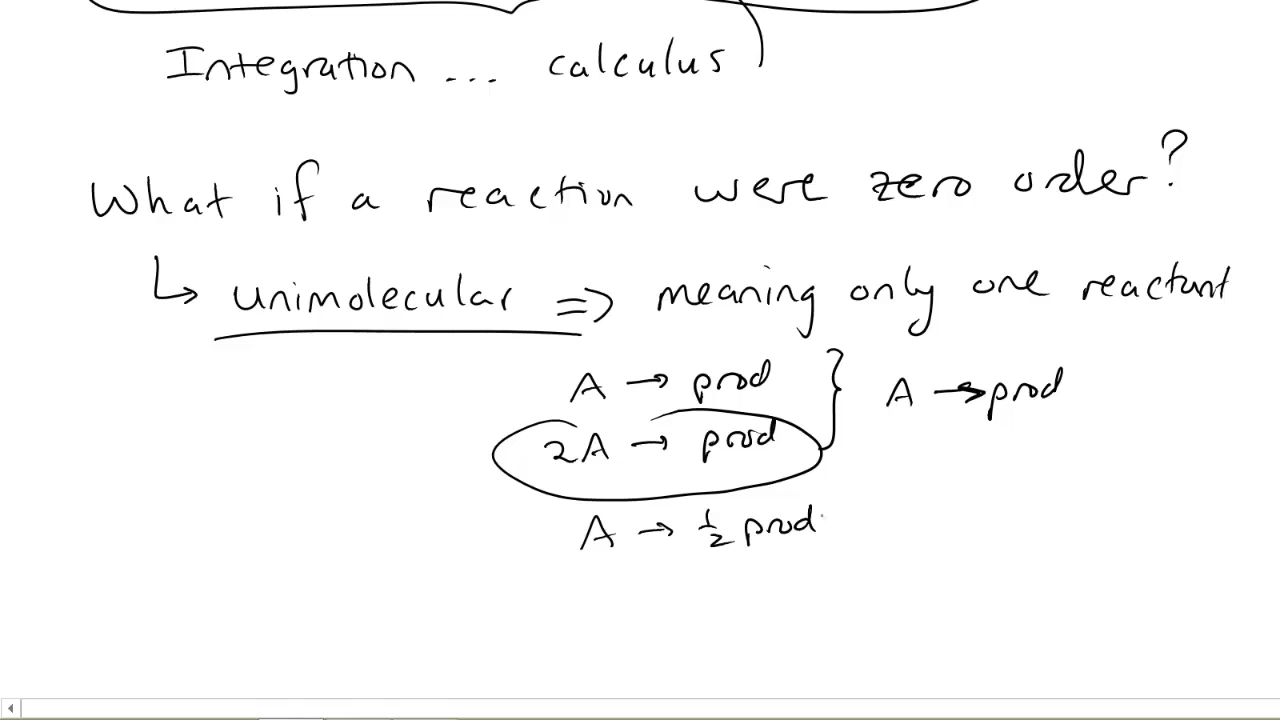 Integration ... calculus
What if a reaction were zero order?
↳ unimolecular => meaning only one reactant
A → prod
2A → prod } A → prod
A → 1/2 prod